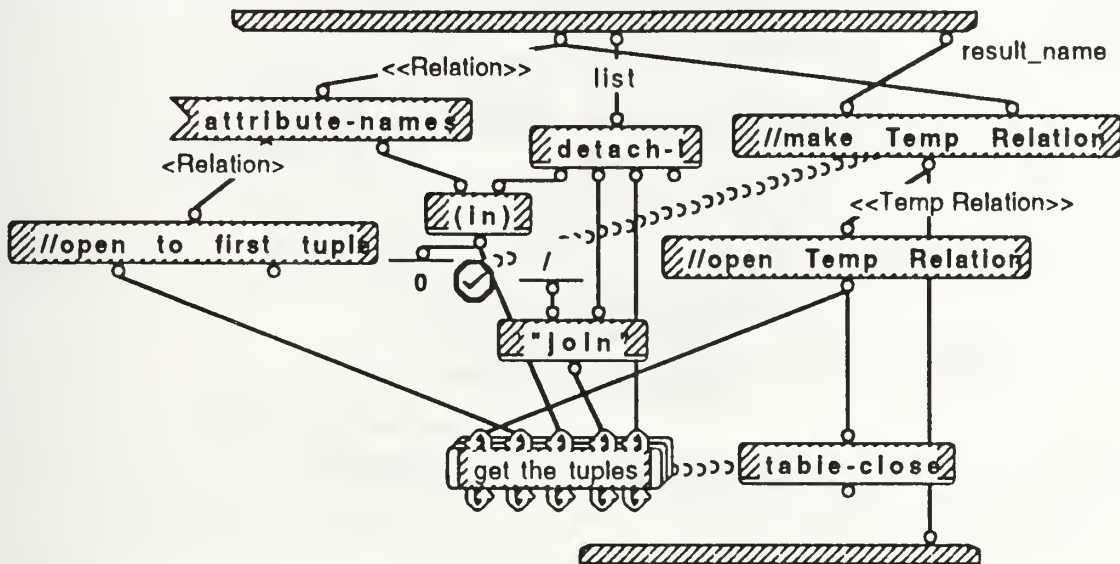 result_name
<<Relation>>
list
attribute-names
detach-l
//make Temp Relation
<Relation>
(in)
<<Temp Relation>>
//open to first tuple
//open Temp Relation
0
/
"join"
get the tuples
table-close